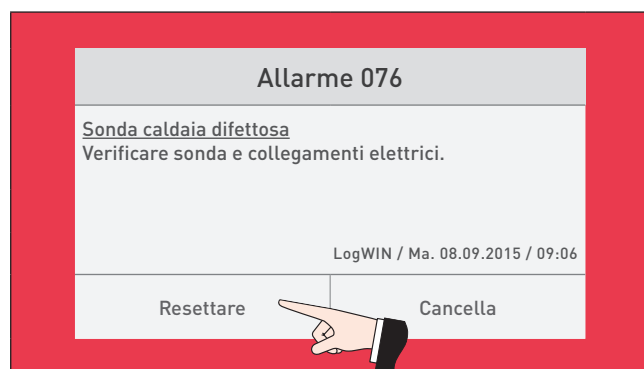 Allarme 076
Sonda caldaia difettosa
Verificare sonda e collegamenti elettrici.
LogWIN / Ma. 08.09.2015 / 09:06
Resettare
Cancella